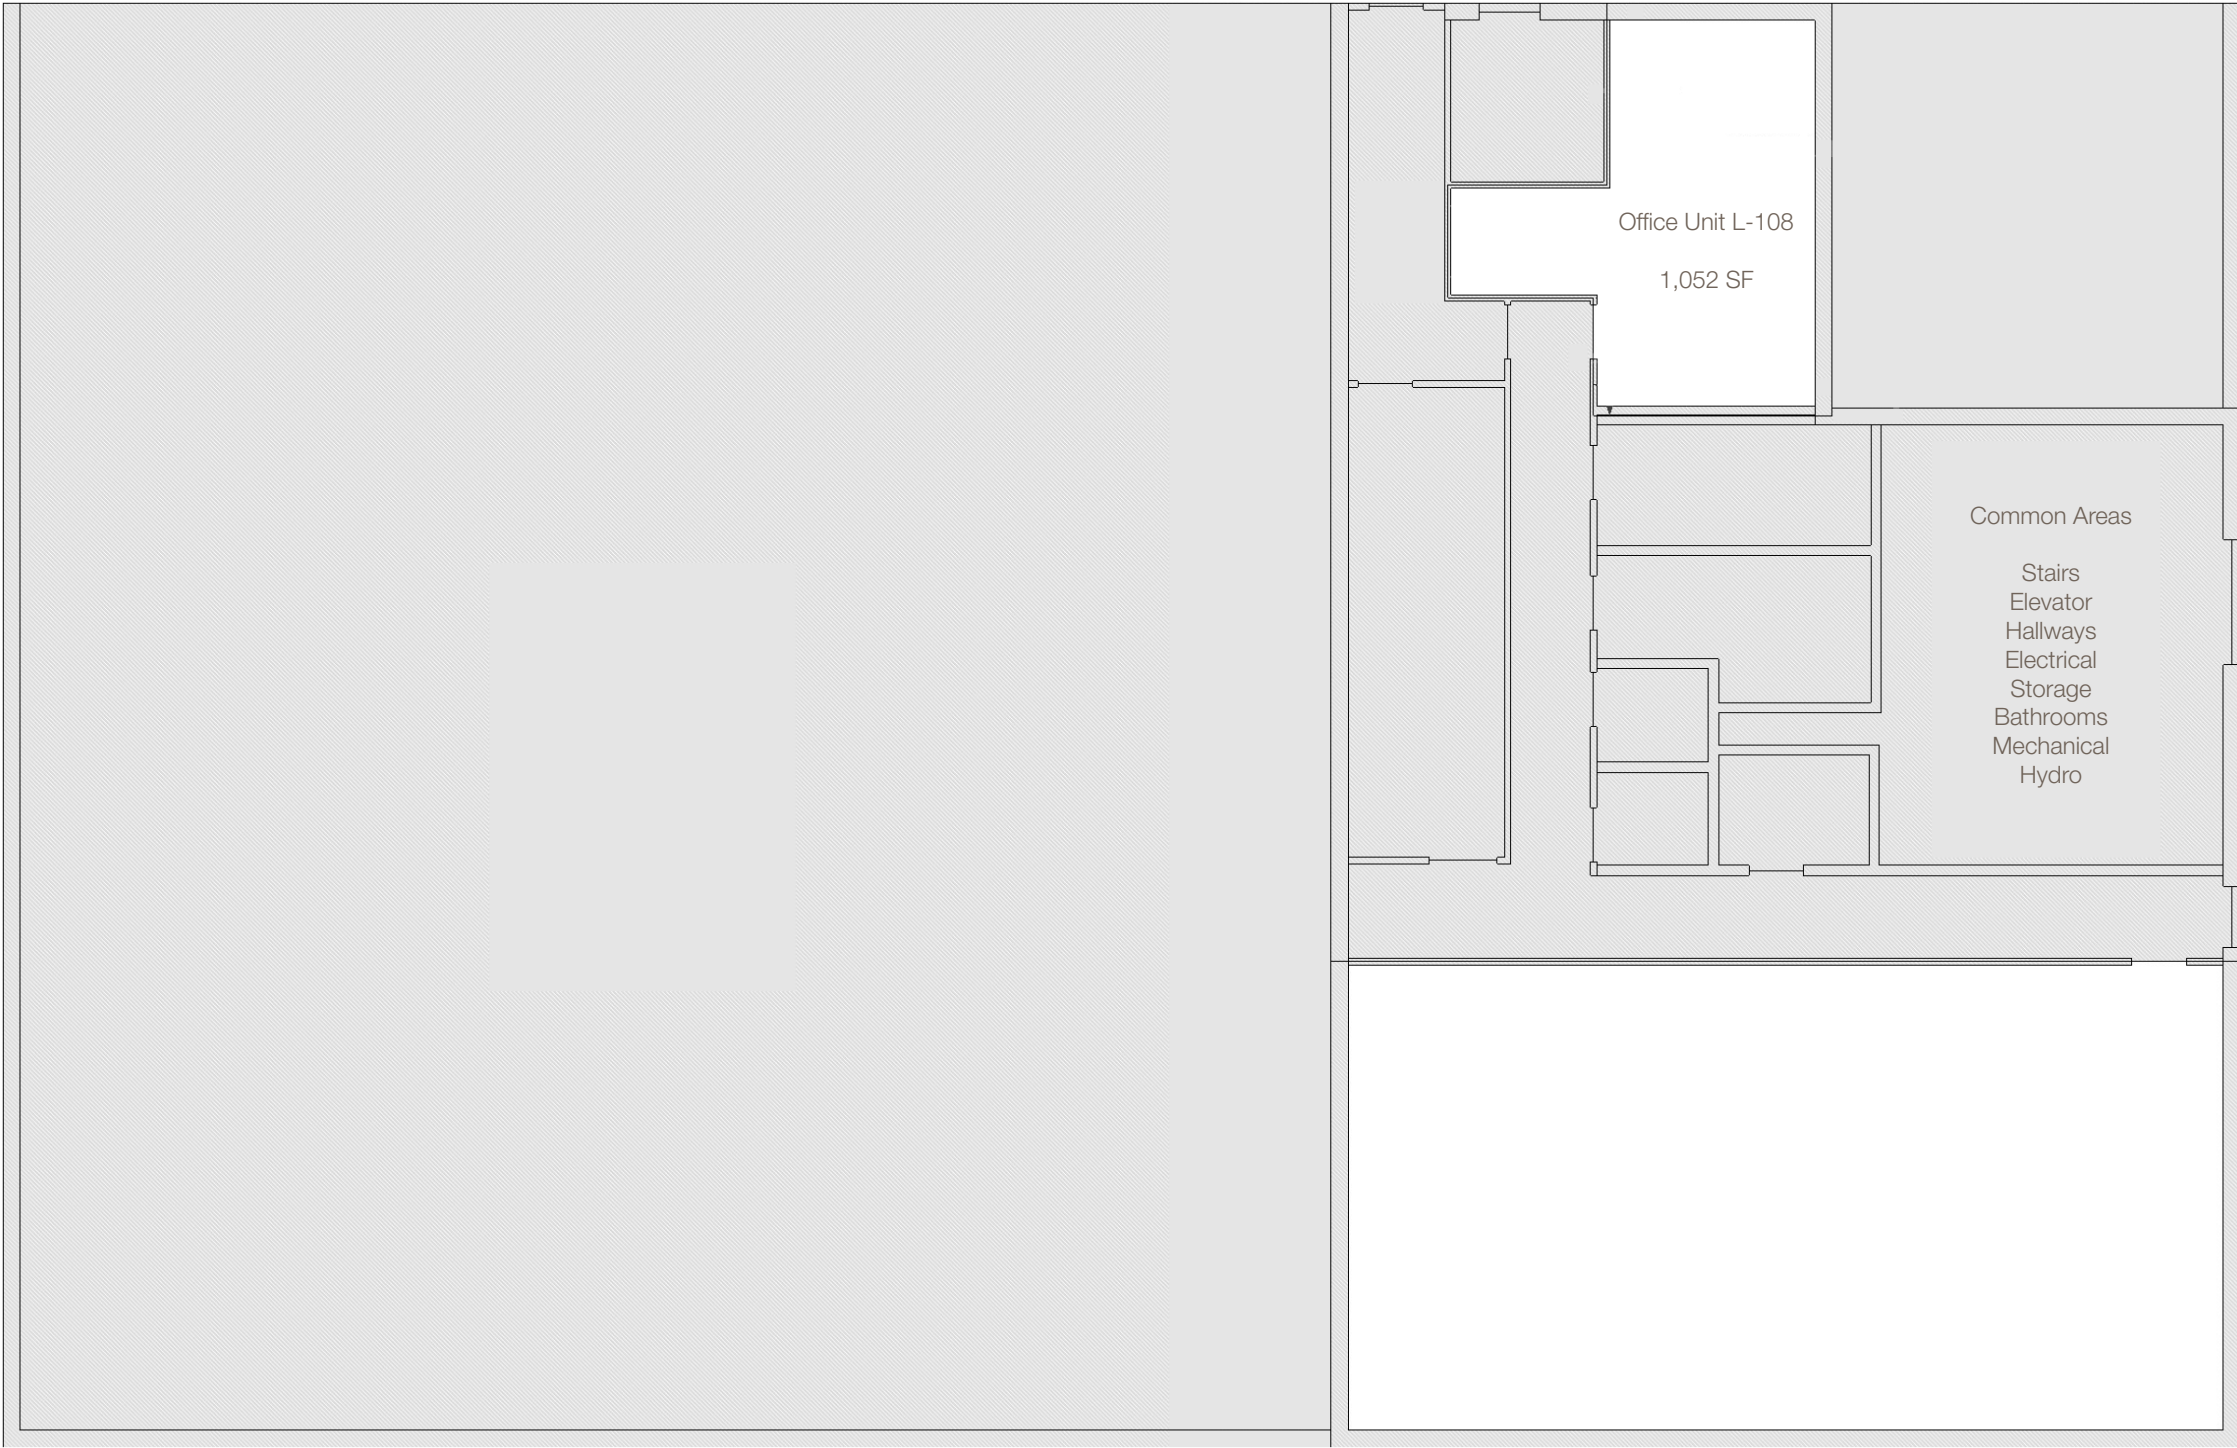 Office Unit L-108
1,052 SF
Common Areas
Stairs
Elevator
Hallways
Electrical
Storage
Bathrooms
Mechanical
Hydro